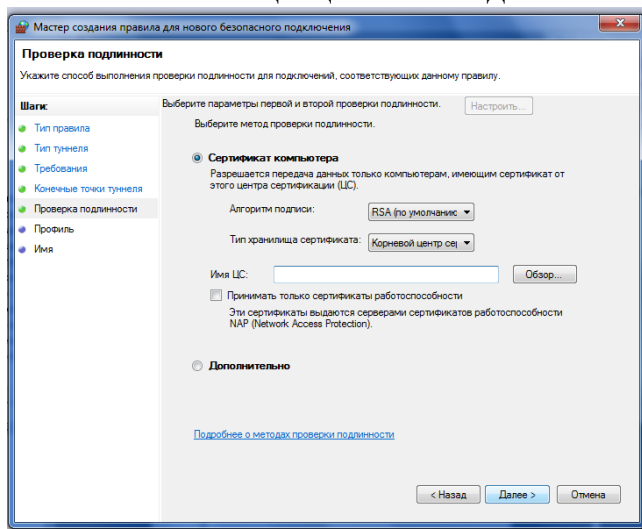 Мастер создания правила для нового безопасного подключения
Проверка подлинности
Укажите способ выполнения проверки подлинности для подключений, соответствующих данному правилу.
Шаги:
Тип правила
Тип туннеля
Требования
Конечные точки туннеля
Проверка подлинности
Профиль
Имя
Выберите параметры первой и второй проверки подлинности.
Настроить...
Выберите метод проверки подлинности.
Сертификат компьютера
Разрешается передача данных только компьютерам, имеющим сертификат от
этого центра сертификации (ЦС).
Алгоритм подписи:
RSA (по умолчанис
Тип хранилища сертификата:
Корневой центр сер
Имя ЦС:
Обзор...
Принимать только сертификаты работоспособности
Эти сертификаты выдаются серверами сертификатов работоспособности
NAP (Network Access Protection).
Дополнительно
Подробнее о методах проверки подлинности
< Назад
Далее >
Отмена